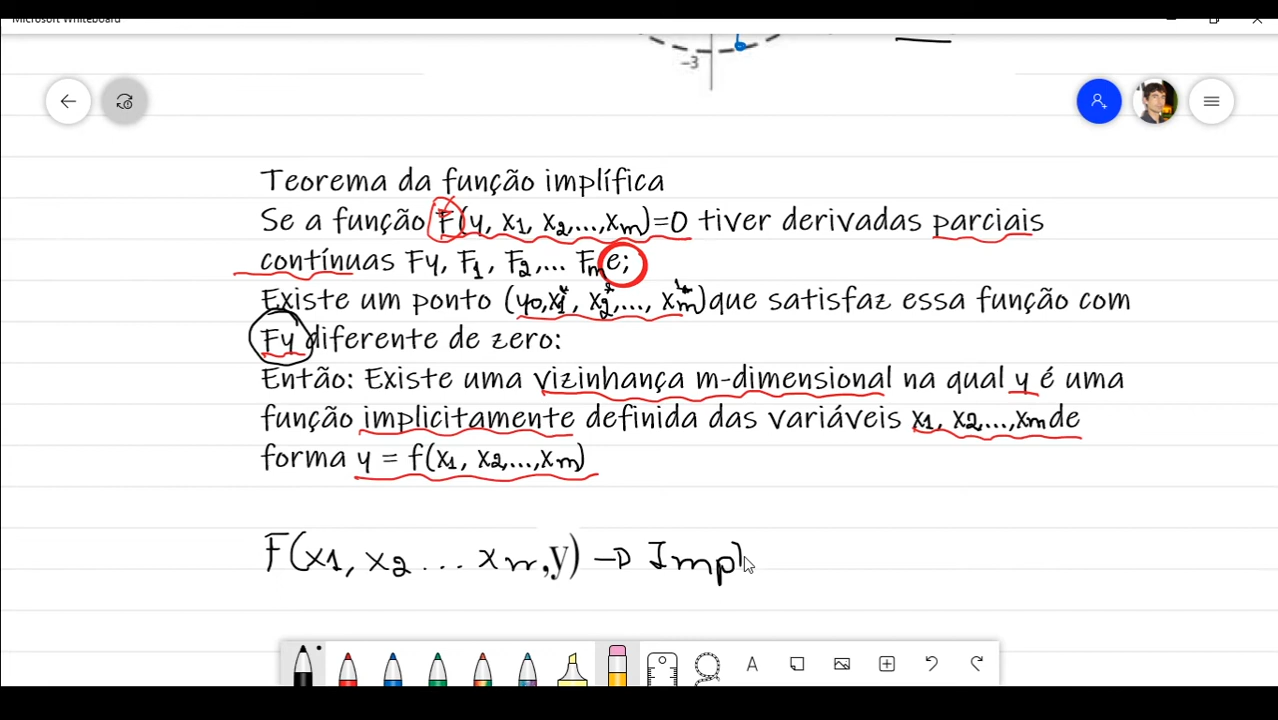 Microsoft Whiteboard
-3
Teorema da função implífica
Se a função F(y, x1, x2,...,xm)=0 tiver derivadas parciais
contínuas Fy, F1, F2,... Fm e;
Existe um ponto (y0,x1*, x2*,..., xm*)que satisfaz essa função com
Fy diferente de zero:
Então: Existe uma vizinhança m-dimensional na qual y é uma
função implicitamente definida das variáveis x1, x2...,xm de
forma y = f(x1, x2,...,xm)
F(x1, x2 ... xm,y) → Impl
A